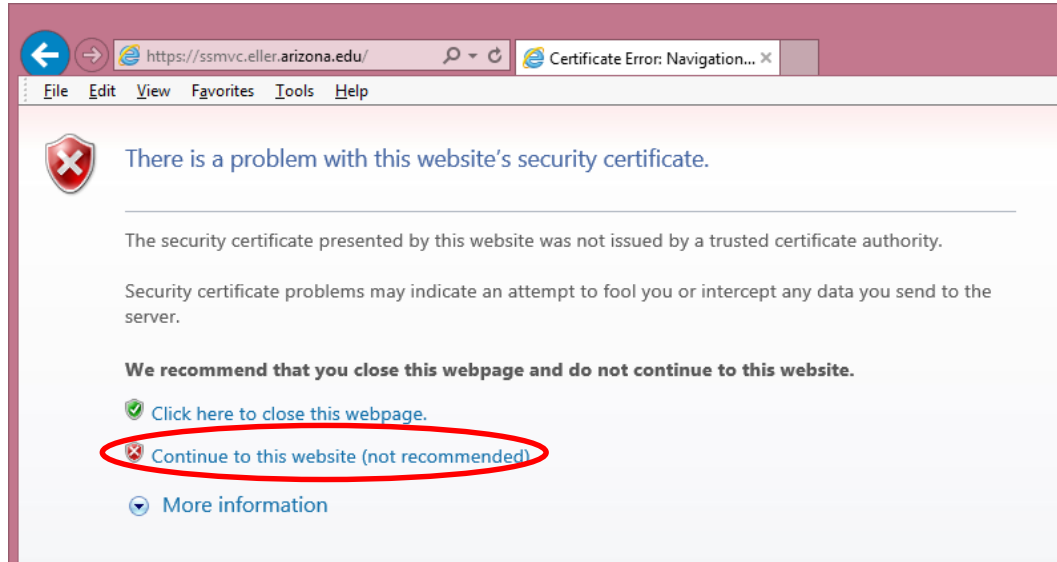 https://ssmvc.eller.arizona.edu/
Certificate Error: Navigation...
File Edit View Favorites Tools Help
There is a problem with this website's security certificate.
The security certificate presented by this website was not issued by a trusted certificate authority.
Security certificate problems may indicate an attempt to fool you or intercept any data you send to the
server.
We recommend that you close this webpage and do not continue to this website.
Click here to close this webpage.
Continue to this website (not recommended).
More information